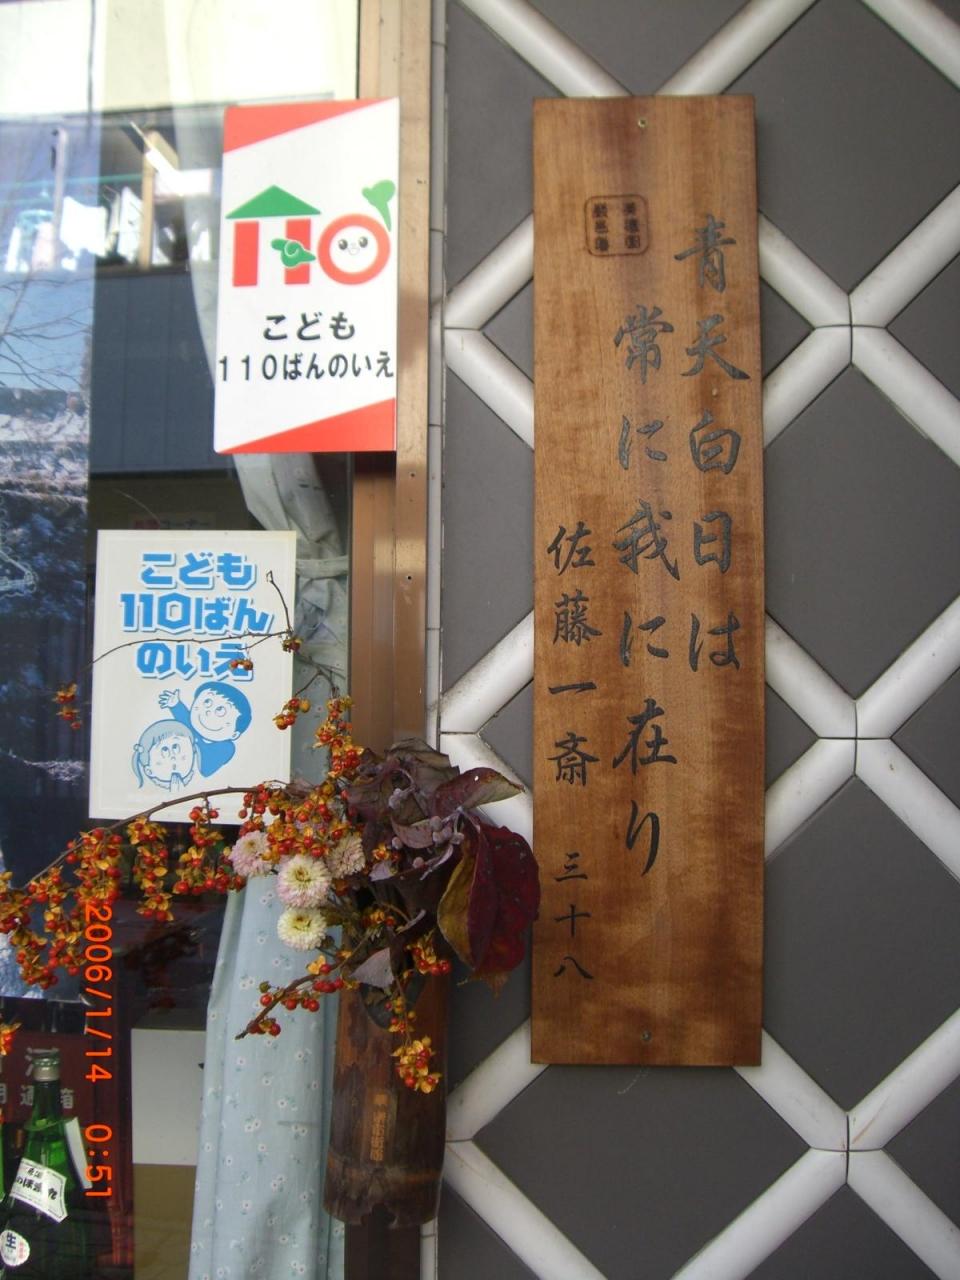 青天白日は
常に我に在り
佐藤一斎 三十八
こども
110ばんのいえ
こども
110ばん
のいえ
2006/1/14 0:51
生